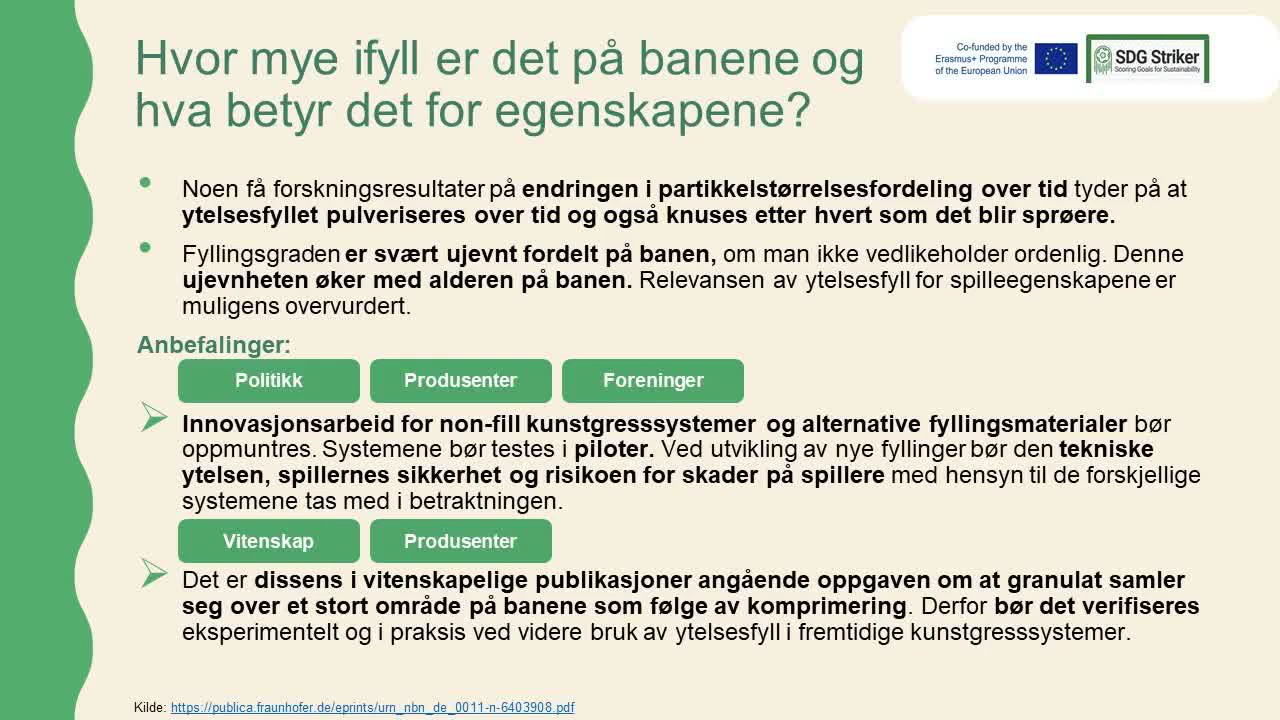 Hvor mye ifyll er det på banene og
hva betyr det for egenskapene?
Co-funded by the
Erasmus+ Programme
of the European Union
SDG Striker
Scoring Goals for Sustainability
• Noen få forskningsresultater på endringen i partikkelstørrelsesfordeling over tid tyder på at
ytelsesfyllet pulveriseres over tid og også knuses etter hvert som det blir sprøere.
• Fyllingsgraden er svært ujevnt fordelt på banen, om man ikke vedlikeholder ordenlig. Denne
ujevnheten øker med alderen på banen. Relevansen av ytelsesfyll for spilleegenskapene er
muligens overvurdert.
Anbefalinger:
Politikk Produsenter Foreninger
Innovasjonsarbeid for non-fill kunstgresssystemer og alternative fyllingsmaterialer bør
oppmuntres. Systemene bør testes i piloter. Ved utvikling av nye fyllinger bør den tekniske
ytelsen, spillernes sikkerhet og risikoen for skader på spillere med hensyn til de forskjellige
systemene tas med i betraktningen.
Vitenskap Produsenter
Det er dissens i vitenskapelige publikasjoner angående oppgaven om at granulat samler
seg over et stort område på banene som følge av komprimering. Derfor bør det verifiseres
eksperimentelt og i praksis ved videre bruk av ytelsesfyll i fremtidige kunstgresssystemer.
Kilde: https://publica.fraunhofer.de/eprints/urn_nbn_de_0011-n-6403908.pdf